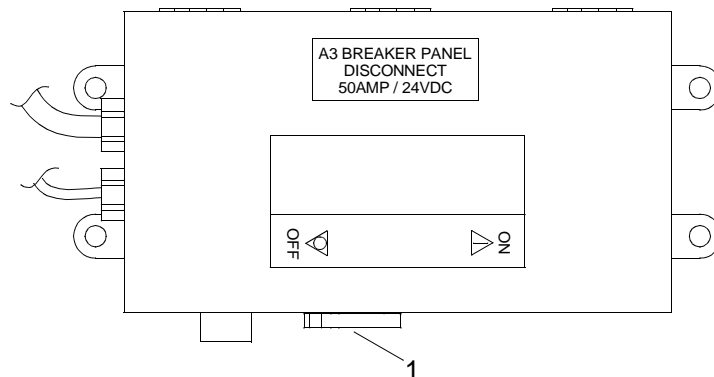 A3 BREAKER PANEL
DISCONNECT
50AMP / 24VDC
OFF
ON
1